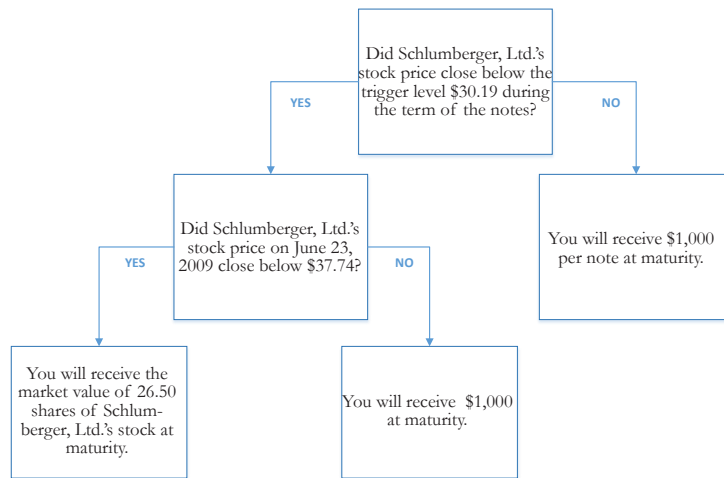 Did Schlumberger, Ltd.'s
stock price close below the
trigger level $30.19 during
the term of the notes?
YES
NO
Did Schlumberger, Ltd.'s
stock price on June 23,
2009 close below $37.74?
You will receive $1,000
per note at maturity.
YES
NO
You will receive the
market value of 26.50
shares of Schlum-
berger, Ltd.'s stock at
maturity.
You will receive $1,000
at maturity.